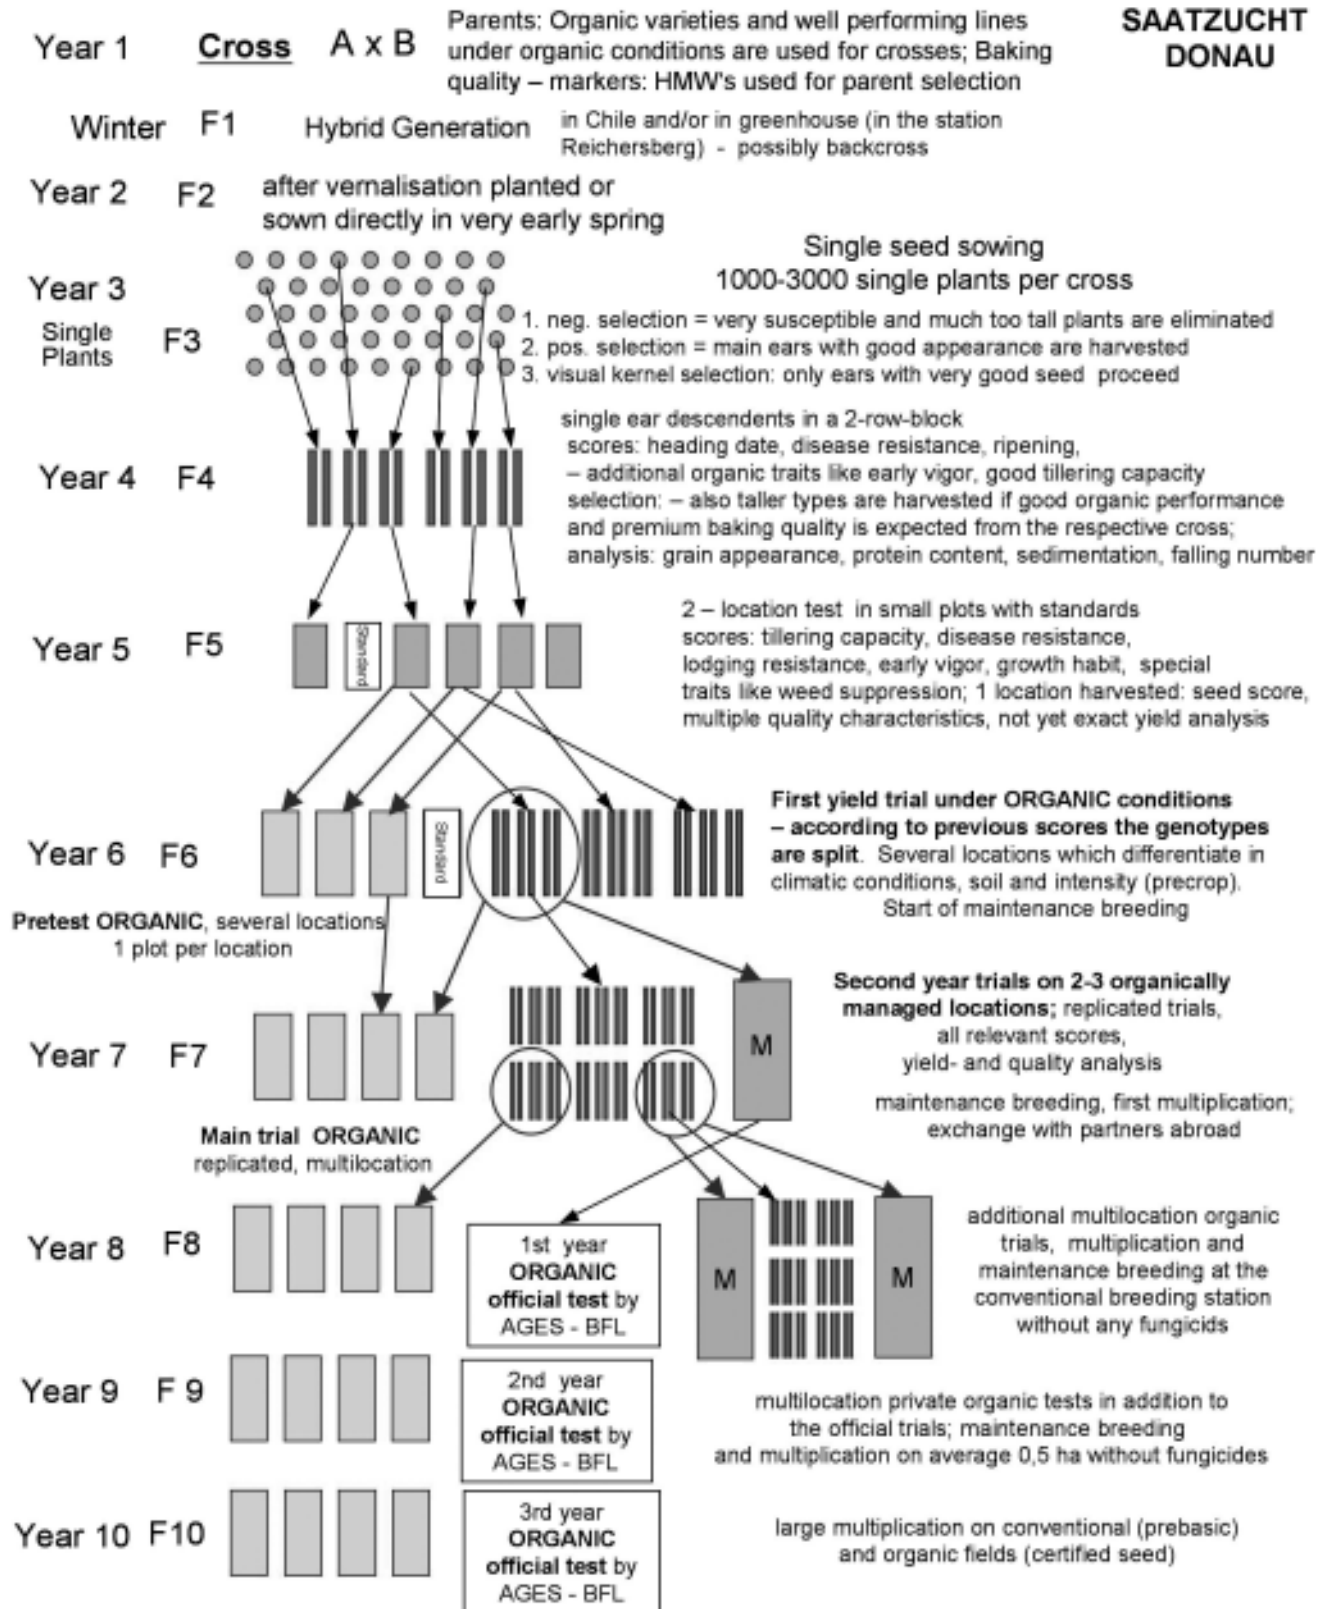 SAATZUCHT
DONAU
Year 1 Cross A x B
Parents: Organic varieties and well performing lines
under organic conditions are used for crosses; Baking
quality – markers: HMW's used for parent selection
Winter F1 Hybrid Generation
in Chile and/or in greenhouse (in the station
Reichersberg) - possibly backcross
Year 2 F2
after vernalisation planted or
sown directly in very early spring
Single seed sowing
1000-3000 single plants per cross
Year 3
Single
Plants
F3
1. neg. selection = very susceptible and much too tall plants are eliminated
2. pos. selection = main ears with good appearance are harvested
3. visual kernel selection: only ears with very good seed proceed
Year 4 F4
single ear descendents in a 2-row-block
scores: heading date, disease resistance, ripening,
– additional organic traits like early vigor, good tillering capacity
selection: – also taller types are harvested if good organic performance
and premium baking quality is expected from the respective cross;
analysis: grain appearance, protein content, sedimentation, falling number
Year 5 F5
Standard
2 – location test in small plots with standards
scores: tillering capacity, disease resistance,
lodging resistance, early vigor, growth habit, special
traits like weed suppression; 1 location harvested: seed score,
multiple quality characteristics, not yet exact yield analysis
Year 6 F6
Standard
First yield trial under ORGANIC conditions
– according to previous scores the genotypes
are split. Several locations which differentiate in
climatic conditions, soil and intensity (precrop).
Start of maintenance breeding
Pretest ORGANIC, several locations
1 plot per location
Year 7 F7
M
Second year trials on 2-3 organically
managed locations; replicated trials,
all relevant scores,
yield- and quality analysis
maintenance breeding, first multiplication;
exchange with partners abroad
Main trial ORGANIC
replicated, multilocation
Year 8 F8
1st year
ORGANIC
official test by
AGES - BFL
M
M
additional multilocation organic
trials, multiplication and
maintenance breeding at the
conventional breeding station
without any fungicids
Year 9 F 9
2nd year
ORGANIC
official test by
AGES - BFL
multilocation private organic tests in addition to
the official trials; maintenance breeding
and multiplication on average 0,5 ha without fungicides
Year 10 F10
3rd year
ORGANIC
official test by
AGES - BFL
large multiplication on conventional (prebasic)
and organic fields (certified seed)